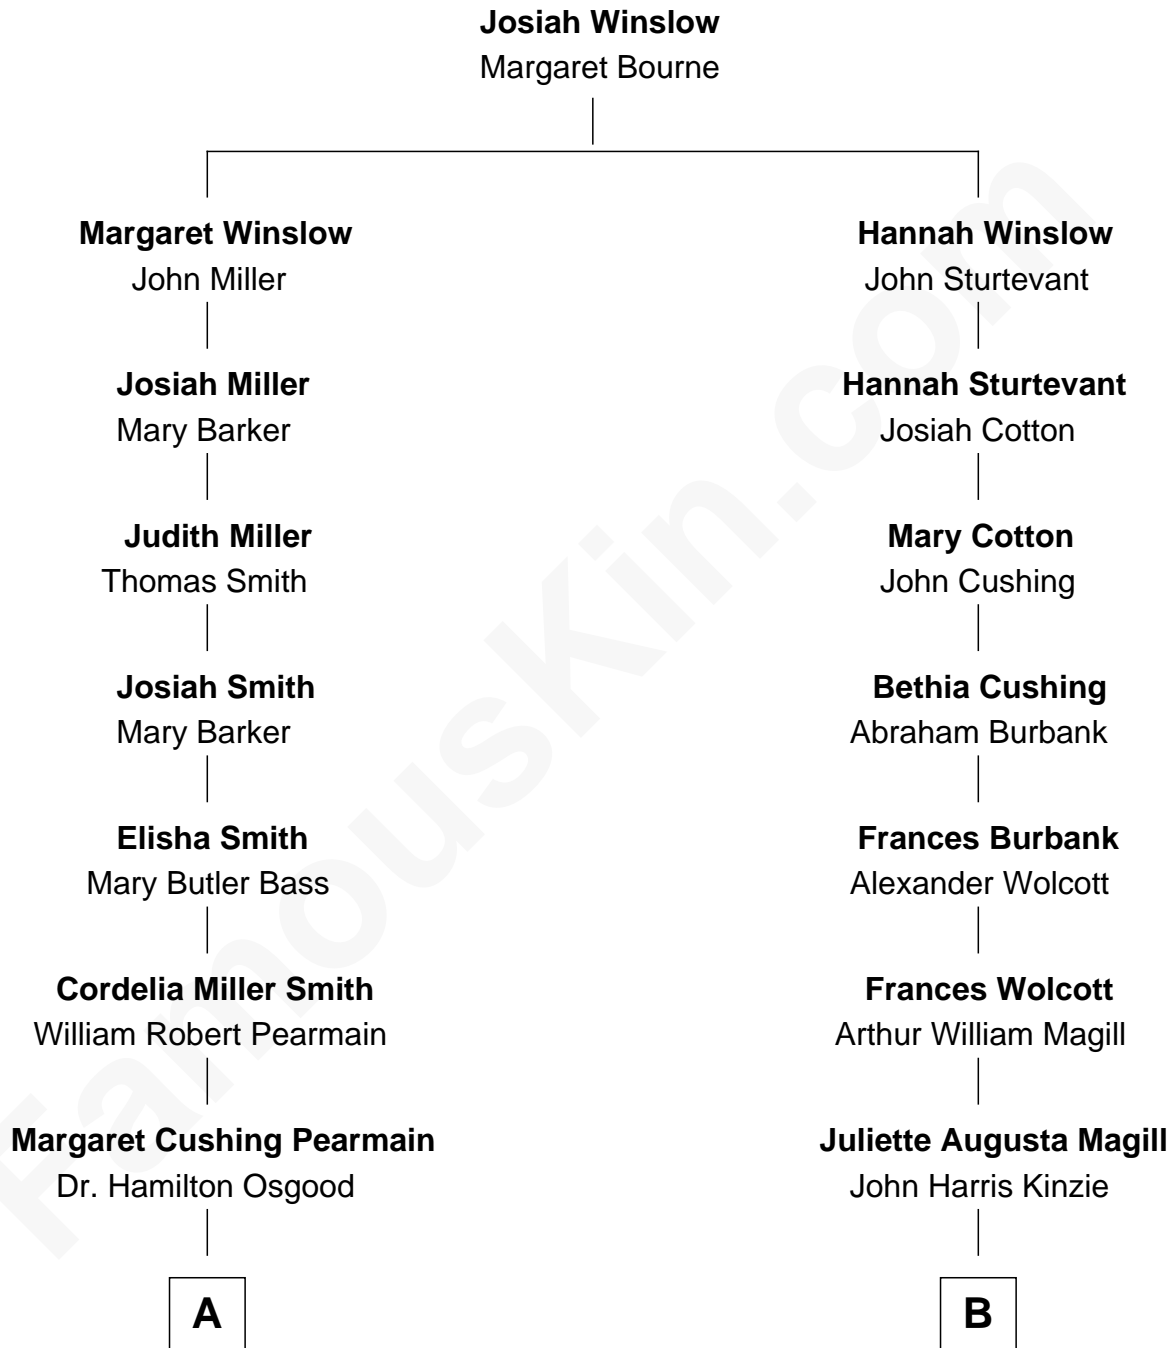 Josiah Winslow
Margaret Bourne
Margaret Winslow
John Miller
Hannah Winslow
John Sturtevant
Josiah Miller
Mary Barker
Hannah Sturtevant
Josiah Cotton
Judith Miller
Thomas Smith
Mary Cotton
John Cushing
Josiah Smith
Mary Barker
Bethia Cushing
Abraham Burbank
Elisha Smith
Mary Butler Bass
Frances Burbank
Alexander Wolcott
Cordelia Miller Smith
William Robert Pearmain
Frances Wolcott
Arthur William Magill
Margaret Cushing Pearmain
Dr. Hamilton Osgood
Juliette Augusta Magill
John Harris Kinzie
A
B
FamousKin.com